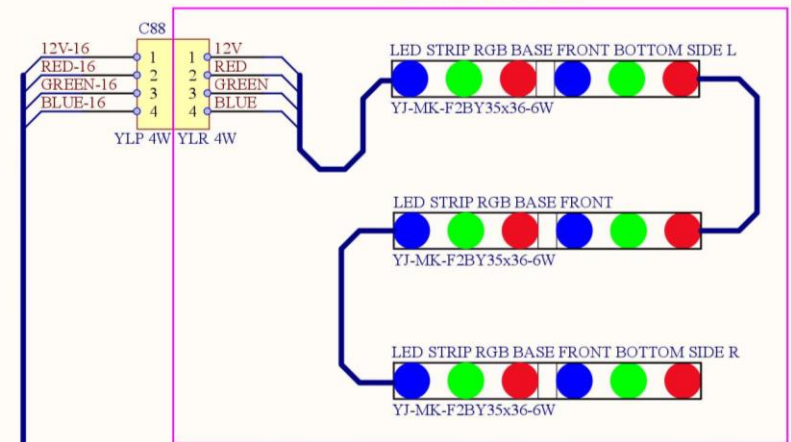 C88
12V-16 1 1 12V
RED-16 2 2 RED
GREEN-16 3 3 GREEN
BLUE-16 4 4 BLUE
YLP 4W YLR 4W
LED STRIP RGB BASE FRONT BOTTOM SIDE L
YJ-MK-F2BY35x36-6W
LED STRIP RGB BASE FRONT
YJ-MK-F2BY35x36-6W
LED STRIP RGB BASE FRONT BOTTOM SIDE R
YJ-MK-F2BY35x36-6W